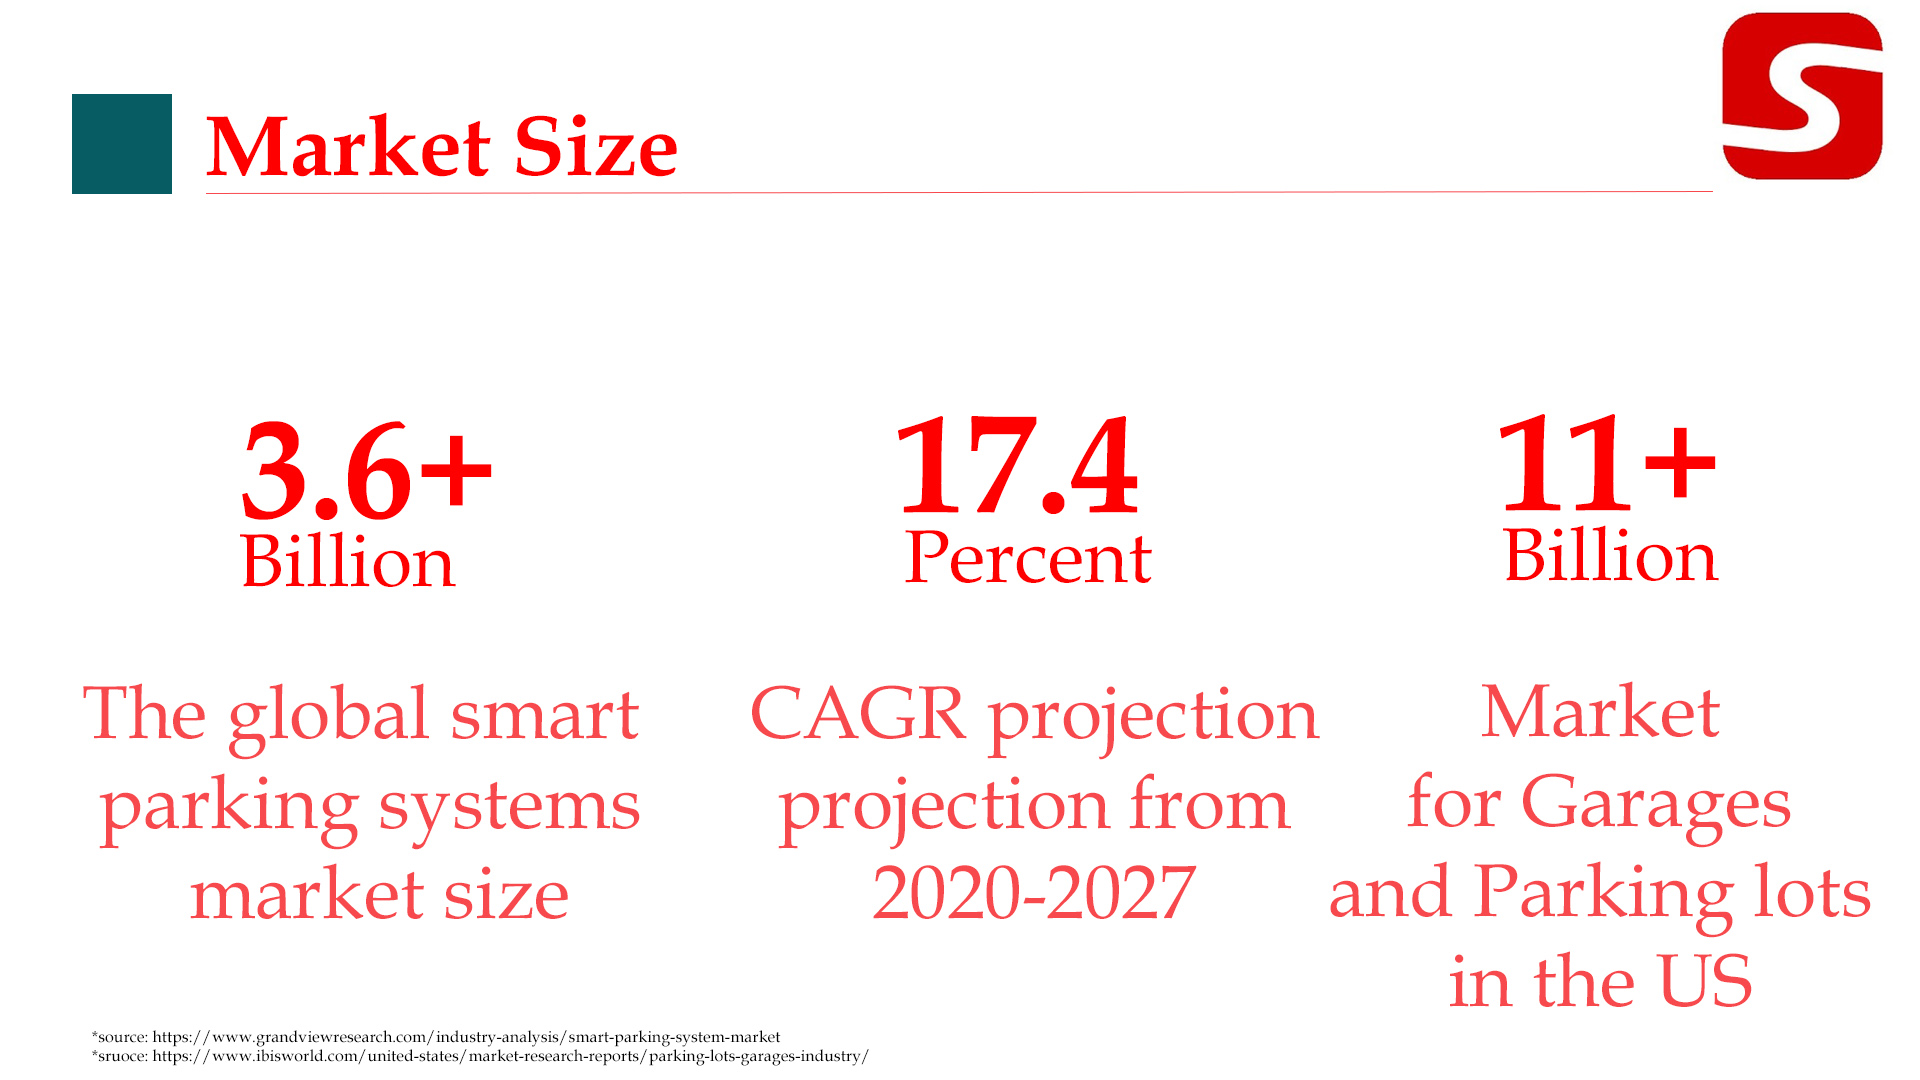 Market Size
3.6+
Billion
The global smart
parking systems
market size
17.4
Percent
CAGR projection
projection from
2020-2027
11+
Billion
Market
for Garages
and Parking lots
in the US
*source: https://www.grandviewresearch.com/industry-analysis/smart-parking-system-market
*sruoce: https://www.ibisworld.com/united-states/market-research-reports/parking-lots-garages-industry/